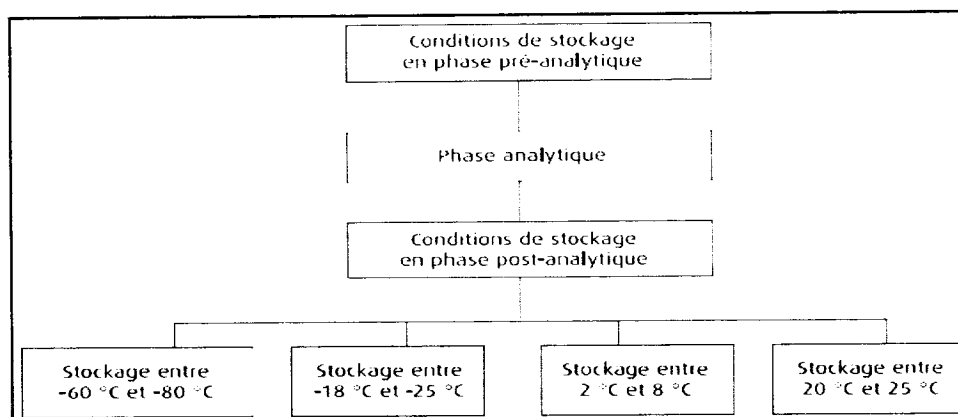 Conditions de stockage
en phase pré-analytique
Phase analytique
Conditions de stockage
en phase post-analytique
Stockage entre
-60 °C et -80 °C
Stockage entre
-18 °C et -25 °C
Stockage entre
2 °C et 8 °C
Stockage entre
20 °C et 25 °C